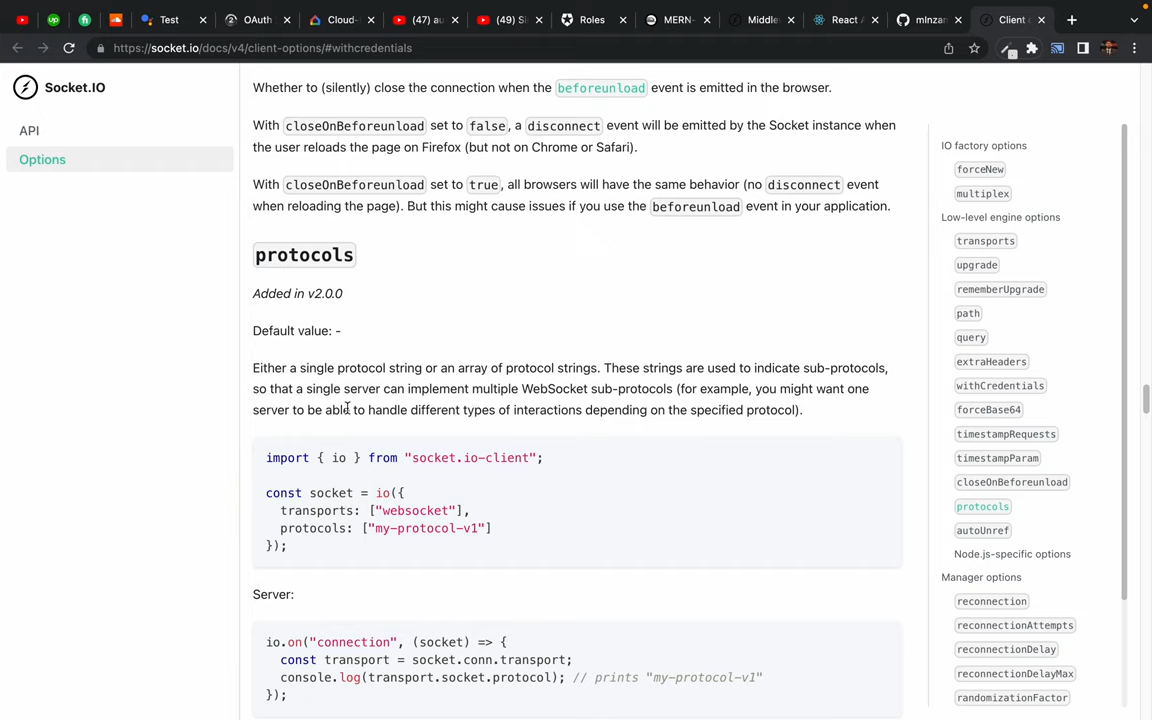 Test
OAuth
Cloud-
(47) au
(49) Si
Roles
MERN-
Middle
React A
mInzan
Client o
https://socket.io/docs/v4/client-options/#withcredentials
Socket.IO
API
Options
Whether to (silently) close the connection when the beforeunload event is emitted in the browser.
With closeOnBeforeunload set to false, a disconnect event will be emitted by the Socket instance when
the user reloads the page on Firefox (but not on Chrome or Safari).
With closeOnBeforeunload set to true, all browsers will have the same behavior (no disconnect event
when reloading the page). But this might cause issues if you use the beforeunload event in your application.
protocols
Added in v2.0.0
Default value: -
Either a single protocol string or an array of protocol strings. These strings are used to indicate sub-protocols,
so that a single server can implement multiple WebSocket sub-protocols (for example, you might want one
server to be able to handle different types of interactions depending on the specified protocol).
import { io } from "socket.io-client";
const socket = io({
transports: ["websocket"],
protocols: ["my-protocol-v1"]
});
Server:
io.on("connection", (socket) => {
const transport = socket.conn.transport;
console.log(transport.socket.protocol); // prints "my-protocol-v1"
});
IO factory options
forceNew
multiplex
Low-level engine options
transports
upgrade
rememberUpgrade
path
query
extraHeaders
withCredentials
forceBase64
timestampRequests
timestampParam
closeOnBeforeunload
protocols
autoUnref
Node.js-specific options
Manager options
reconnection
reconnectionAttempts
reconnectionDelay
reconnectionDelayMax
randomizationFactor